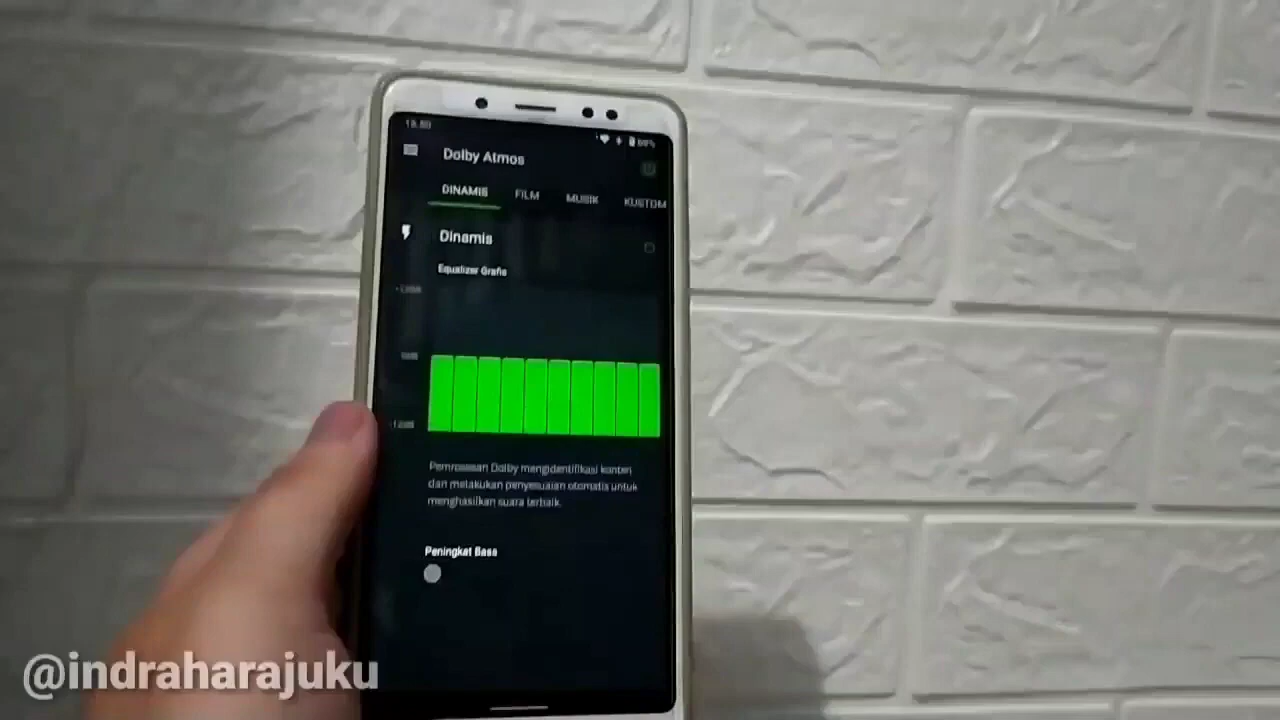 Dolby Atmos
DINAMIS FILM MUSIK KUSTOM
Dinamis
Equalizer Grafis
Pemrosesan Dolby mengidentifikasi konten
dan melakukan penyesuaian otomatis untuk
menghasilkan suara terbaik.
Peningkat Bass
@indraharajuku